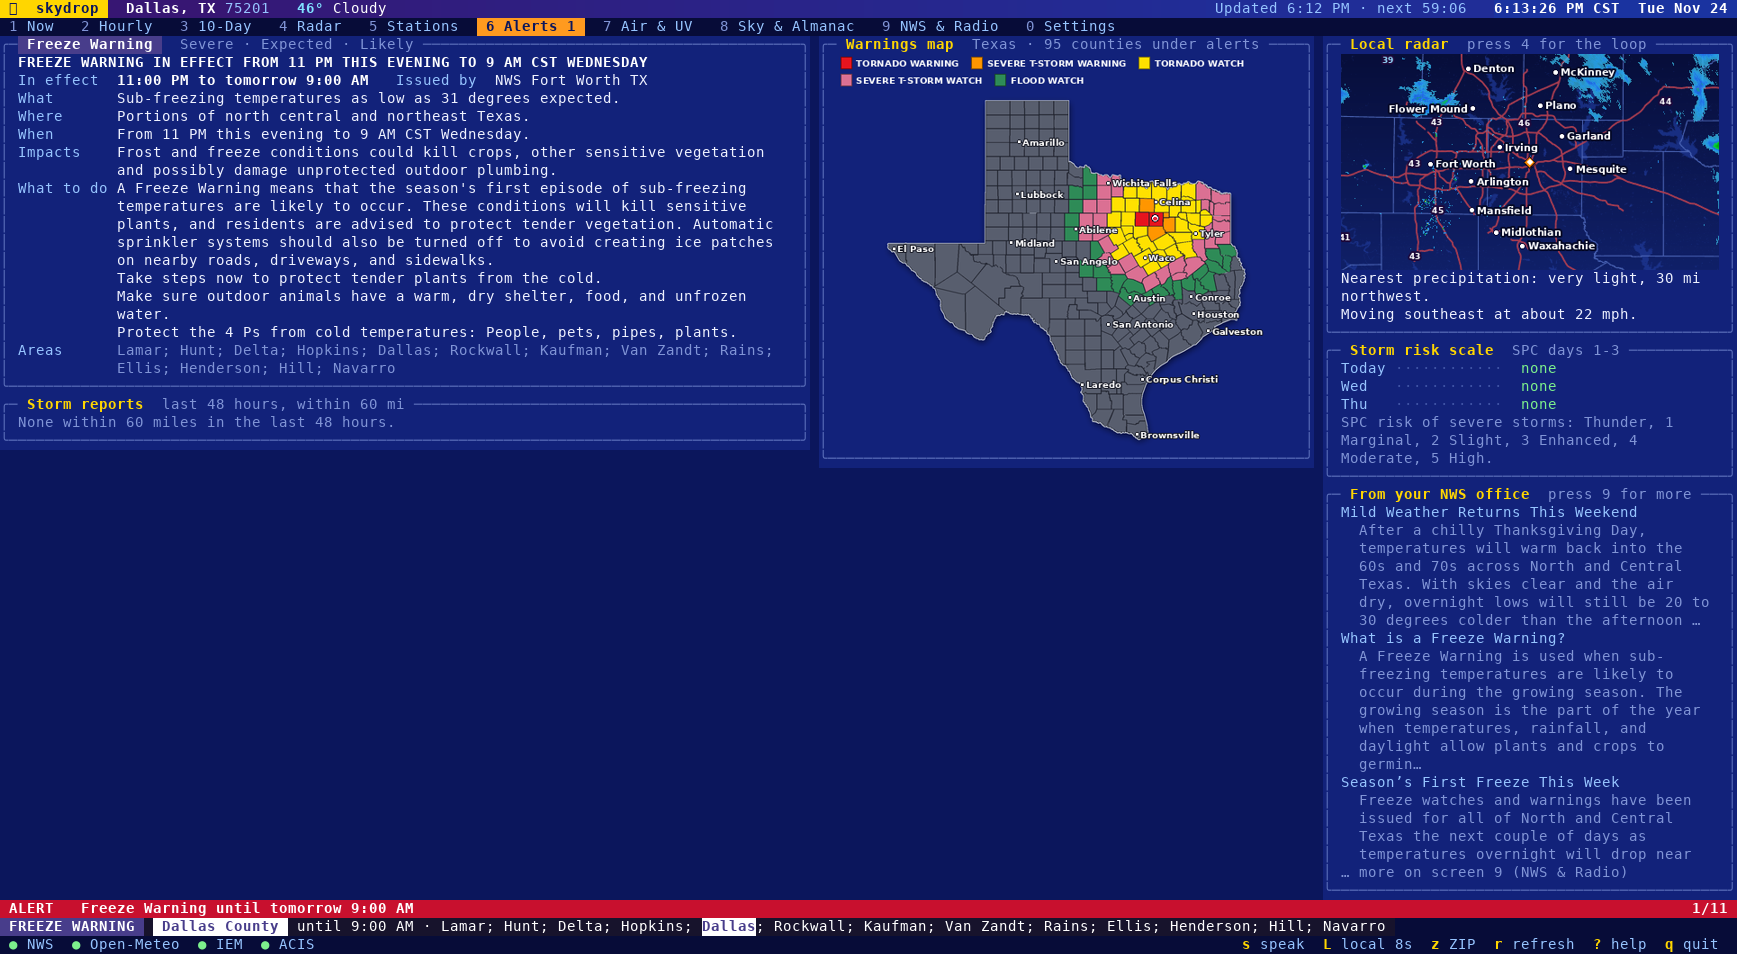 skydrop Dallas, TX 75201 46° Cloudy Updated 6:12 PM · next 59:06 6:13:26 PM CST Tue Nov 24
1 Now 2 Hourly 3 10-Day 4 Radar 5 Stations 6 Alerts 1 7 Air & UV 8 Sky & Almanac 9 NWS & Radio 0 Settings
Freeze Warning Severe · Expected · Likely
FREEZE WARNING IN EFFECT FROM 11 PM THIS EVENING TO 9 AM CST WEDNESDAY
In effect 11:00 PM to tomorrow 9:00 AM Issued by NWS Fort Worth TX
What Sub-freezing temperatures as low as 31 degrees expected.
Where Portions of north central and northeast Texas.
When From 11 PM this evening to 9 AM CST Wednesday.
Impacts Frost and freeze conditions could kill crops, other sensitive vegetation
and possibly damage unprotected outdoor plumbing.
What to do A Freeze Warning means that the season's first episode of sub-freezing
temperatures are likely to occur. These conditions will kill sensitive
plants, and residents are advised to protect tender vegetation. Automatic
sprinkler systems should also be turned off to avoid creating ice patches
on nearby roads, driveways, and sidewalks.
Take steps now to protect tender plants from the cold.
Make sure outdoor animals have a warm, dry shelter, food, and unfrozen
water.
Protect the 4 Ps from cold temperatures: People, pets, pipes, plants.
Areas Lamar; Hunt; Delta; Hopkins; Dallas; Rockwall; Kaufman; Van Zandt; Rains;
Ellis; Henderson; Hill; Navarro
Storm reports last 48 hours, within 60 mi
None within 60 miles in the last 48 hours.
Warnings map Texas · 95 counties under alerts
TORNADO WARNING SEVERE T-STORM WARNING TORNADO WATCH
SEVERE T-STORM WATCH FLOOD WATCH
Amarillo
Wichita Falls
Lubbock
Celina
Abilene
Tyler
Midland
El Paso
San Angelo
Waco
Austin
Conroe
Houston
San Antonio
Galveston
Corpus Christi
Laredo
Brownsville
Local radar press 4 for the loop
39
Denton
McKinney
44
Plano
Flower Mound
43
46
Garland
Irving
43
Fort Worth
Mesquite
Arlington
45
Mansfield
Midlothian
41
Waxahachie
43
Nearest precipitation: very light, 30 mi
northwest.
Moving southeast at about 22 mph.
Storm risk scale SPC days 1-3
Today ············ none
Wed ············ none
Thu ············ none
SPC risk of severe storms: Thunder, 1
Marginal, 2 Slight, 3 Enhanced, 4
Moderate, 5 High.
From your NWS office press 9 for more
Mild Weather Returns This Weekend
After a chilly Thanksgiving Day,
temperatures will warm back into the
60s and 70s across North and Central
Texas. With skies clear and the air
dry, overnight lows will still be 20 to
30 degrees colder than the afternoon …
What is a Freeze Warning?
A Freeze Warning is used when sub-
freezing temperatures are likely to
occur during the growing season. The
growing season is the part of the year
when temperatures, rainfall, and
daylight allow plants and crops to
germin…
Season’s First Freeze This Week
Freeze watches and warnings have been
issued for all of North and Central
Texas the next couple of days as
temperatures overnight will drop near
… more on screen 9 (NWS & Radio)
ALERT Freeze Warning until tomorrow 9:00 AM 1/11
FREEZE WARNING Dallas County until 9:00 AM · Lamar; Hunt; Delta; Hopkins; Dallas; Rockwall; Kaufman; Van Zandt; Rains; Ellis; Henderson; Hill; Navarro
● NWS ● Open-Meteo ● IEM ● ACIS s speak L local 8s z ZIP r refresh ? help q quit